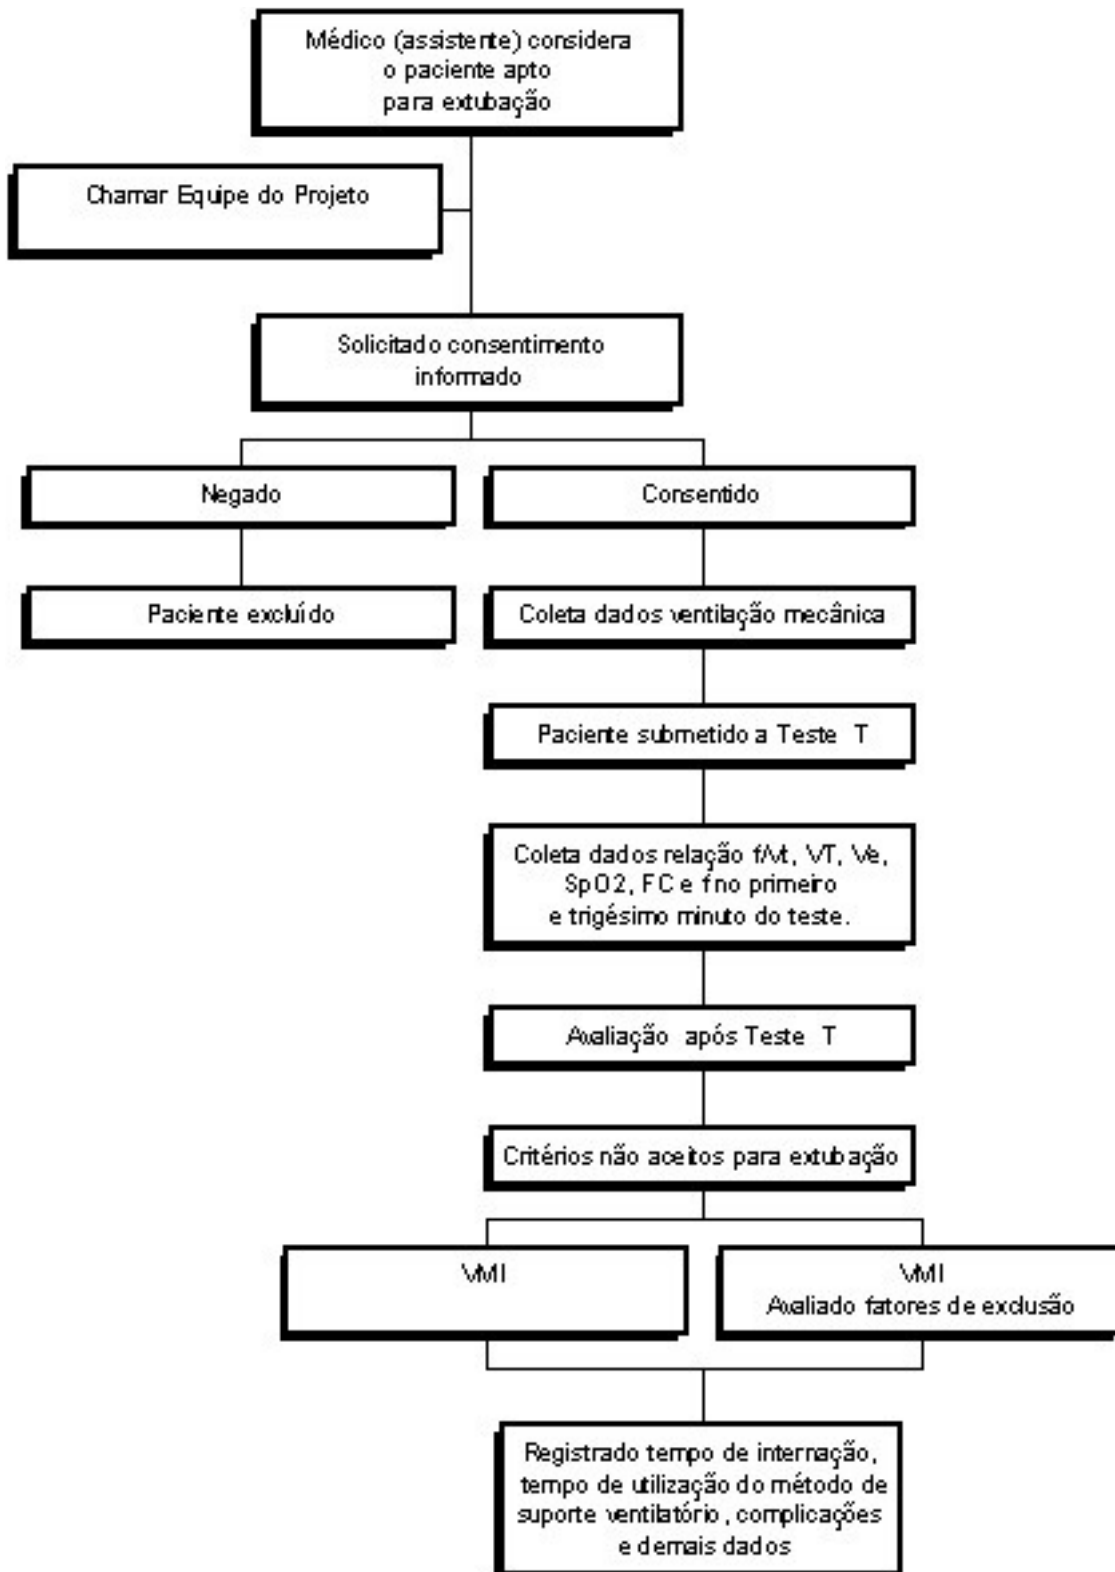 Médico (assistente) considera
o paciente apto
para extubação
Chamar Equipe do Projeto
Solicitado consentimento
informado
Negado
Consentido
Paciente excluído
Coleta dados ventilação mecânica
Paciente submetido a Teste T
Coleta dados relação f/Vt, VT, Ve,
SpO2, FC e f no primeiro
e trigésimo minuto do teste.
Avaliação após Teste T
Critérios não aceitos para extubação
VMI
VMI
Avaliado fatores de exclusão
Registrado tempo de internação,
tempo de utilização do método de
suporte ventilatório, complicações
e demais dados